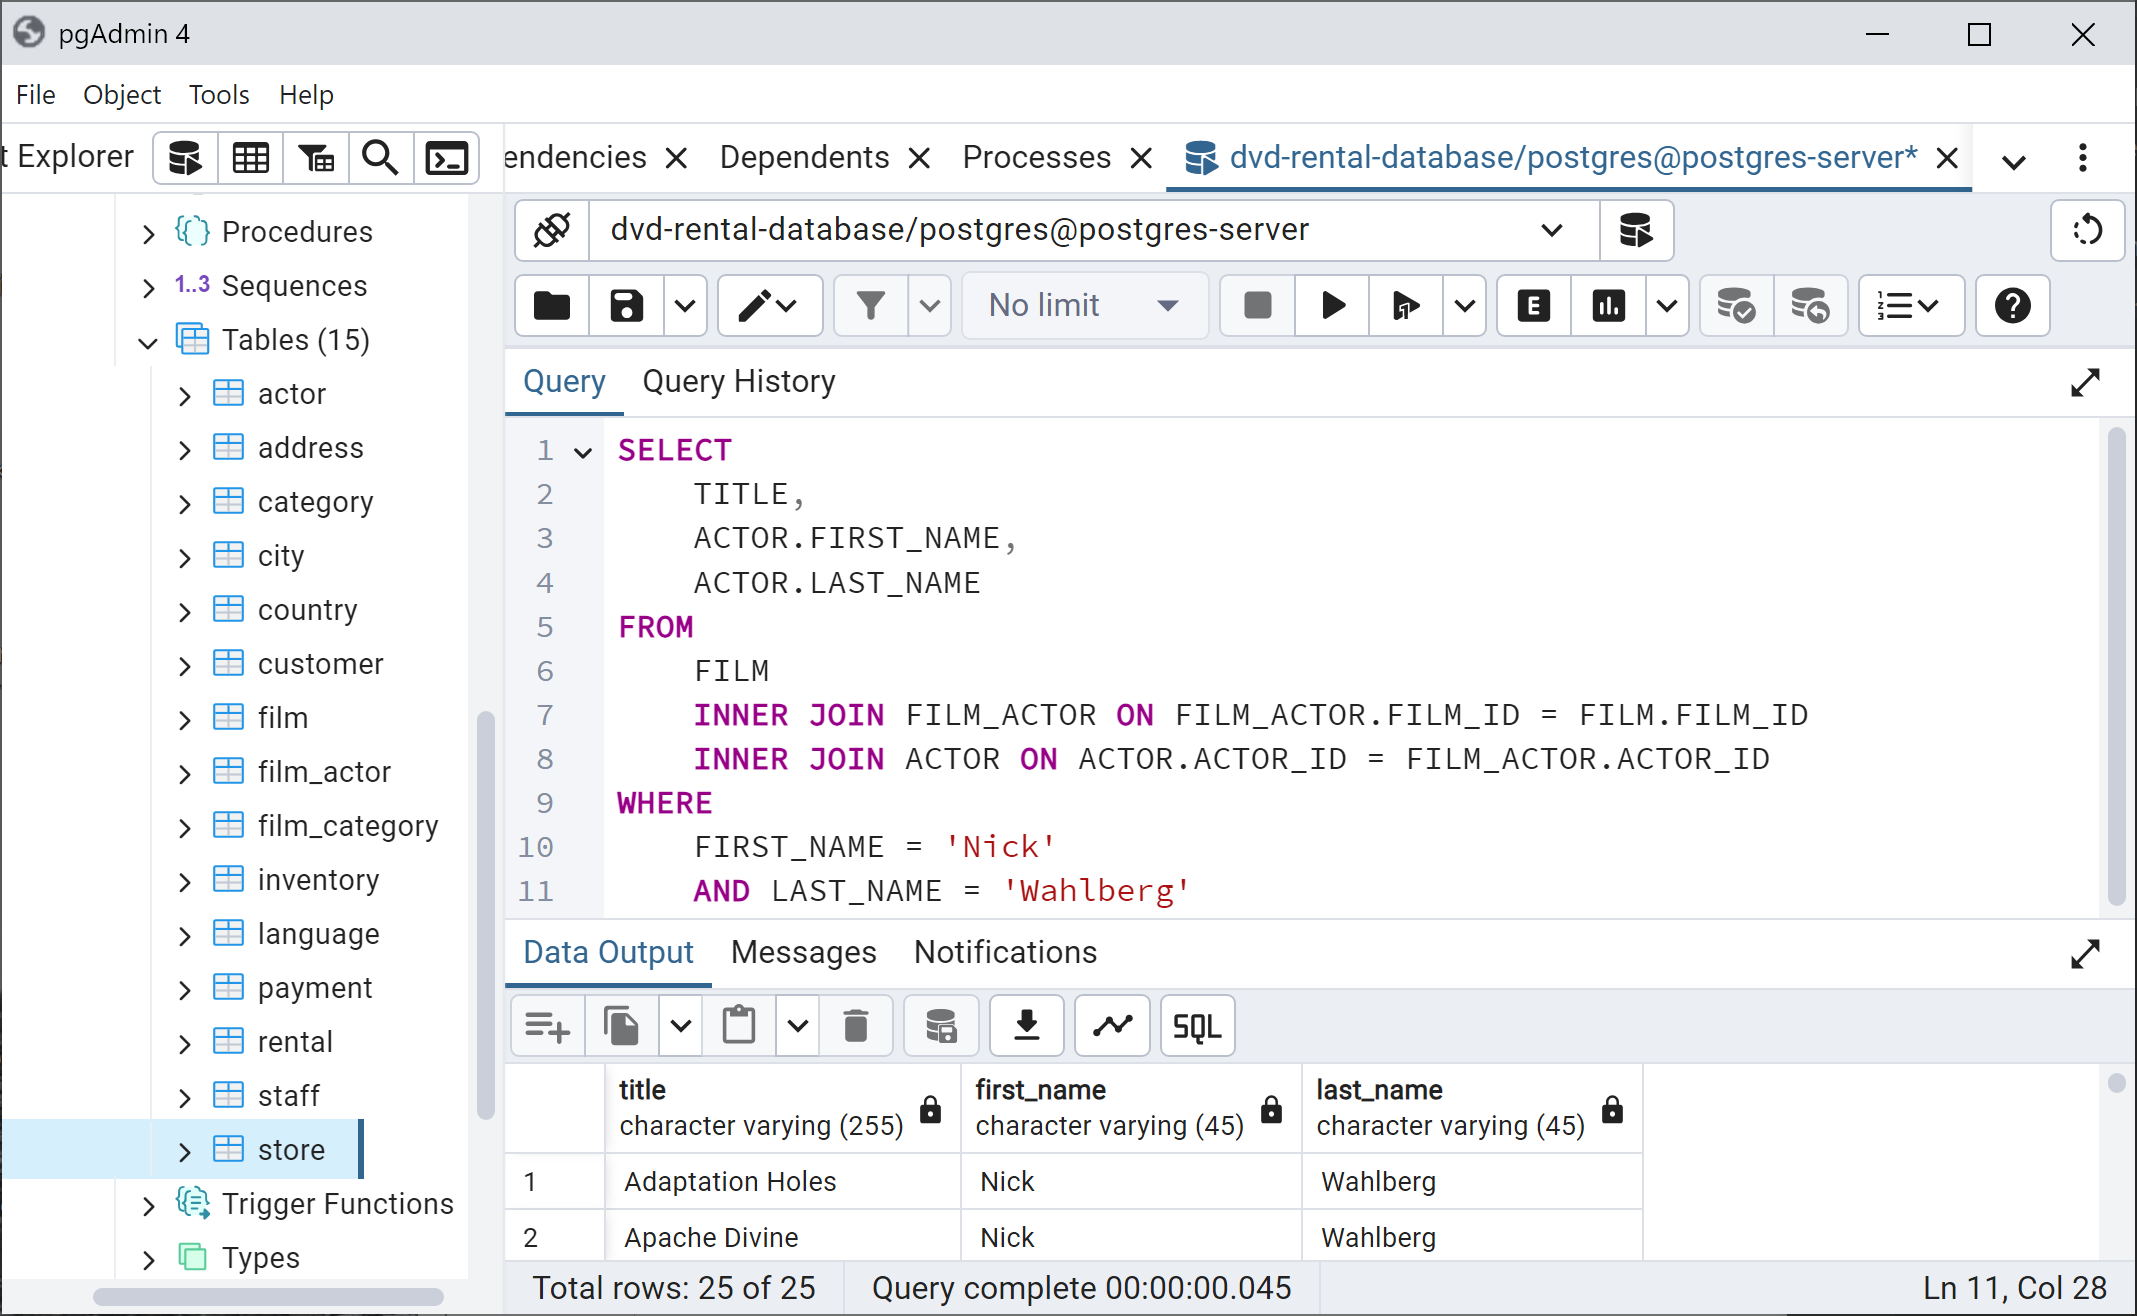 pgAdmin 4
File Object Tools Help
t Explorer
endencies Dependents Processes dvd-rental-database/postgres@postgres-server*
Procedures
1..3 Sequences
Tables (15)
actor
address
category
city
country
customer
film
film_actor
film_category
inventory
language
payment
rental
staff
store
Trigger Functions
Types
dvd-rental-database/postgres@postgres-server
No limit
E
Query Query History
1 SELECT
2 TITLE,
3 ACTOR.FIRST_NAME,
4 ACTOR.LAST_NAME
5 FROM
6 FILM
7 INNER JOIN FILM_ACTOR ON FILM_ACTOR.FILM_ID = FILM.FILM_ID
8 INNER JOIN ACTOR ON ACTOR.ACTOR_ID = FILM_ACTOR.ACTOR_ID
9 WHERE
10 FIRST_NAME = 'Nick'
11 AND LAST_NAME = 'Wahlberg'
Data Output Messages Notifications
SQL
title first_name last_name
character varying (255) character varying (45) character varying (45)
1 Adaptation Holes Nick Wahlberg
2 Apache Divine Nick Wahlberg
Total rows: 25 of 25 Query complete 00:00:00.045 Ln 11, Col 28